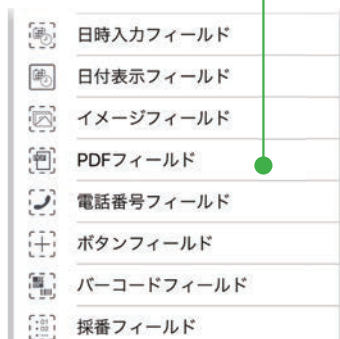 日時入力フィールド
日付表示フィールド
イメージフィールド
PDFフィールド
電話番号フィールド
ボタンフィールド
バーコードフィールド
採番フィールド